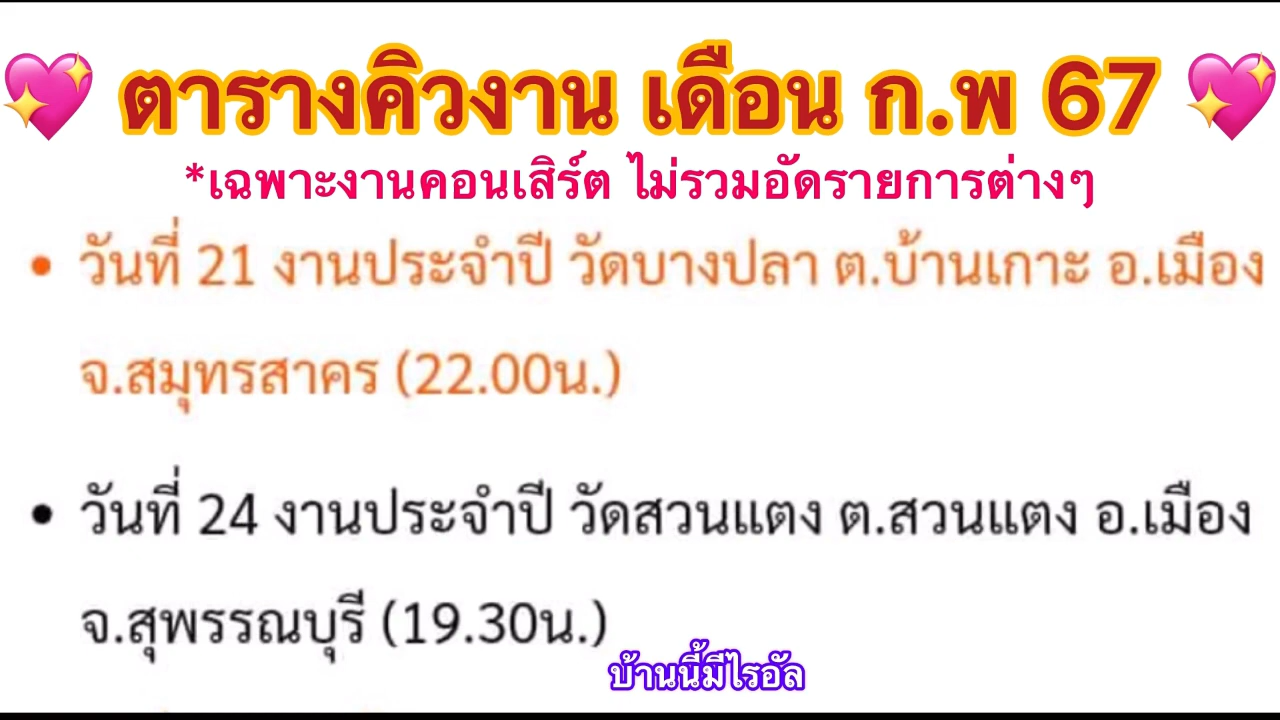 ตารางคิวงาน เดือน ก.พ 67
*เฉพาะงานคอนเสิร์ต ไม่รวมอัดรายการต่างๆ
• วันที่ 21 งานประจำปี วัดบางปลา ต.บ้านเกาะ อ.เมือง
จ.สมุทรสาคร (22.00น.)
• วันที่ 24 งานประจำปี วัดสวนแตง ต.สวนแตง อ.เมือง
จ.สุพรรณบุรี (19.30น.)
บ้านนี้มีไรอัล